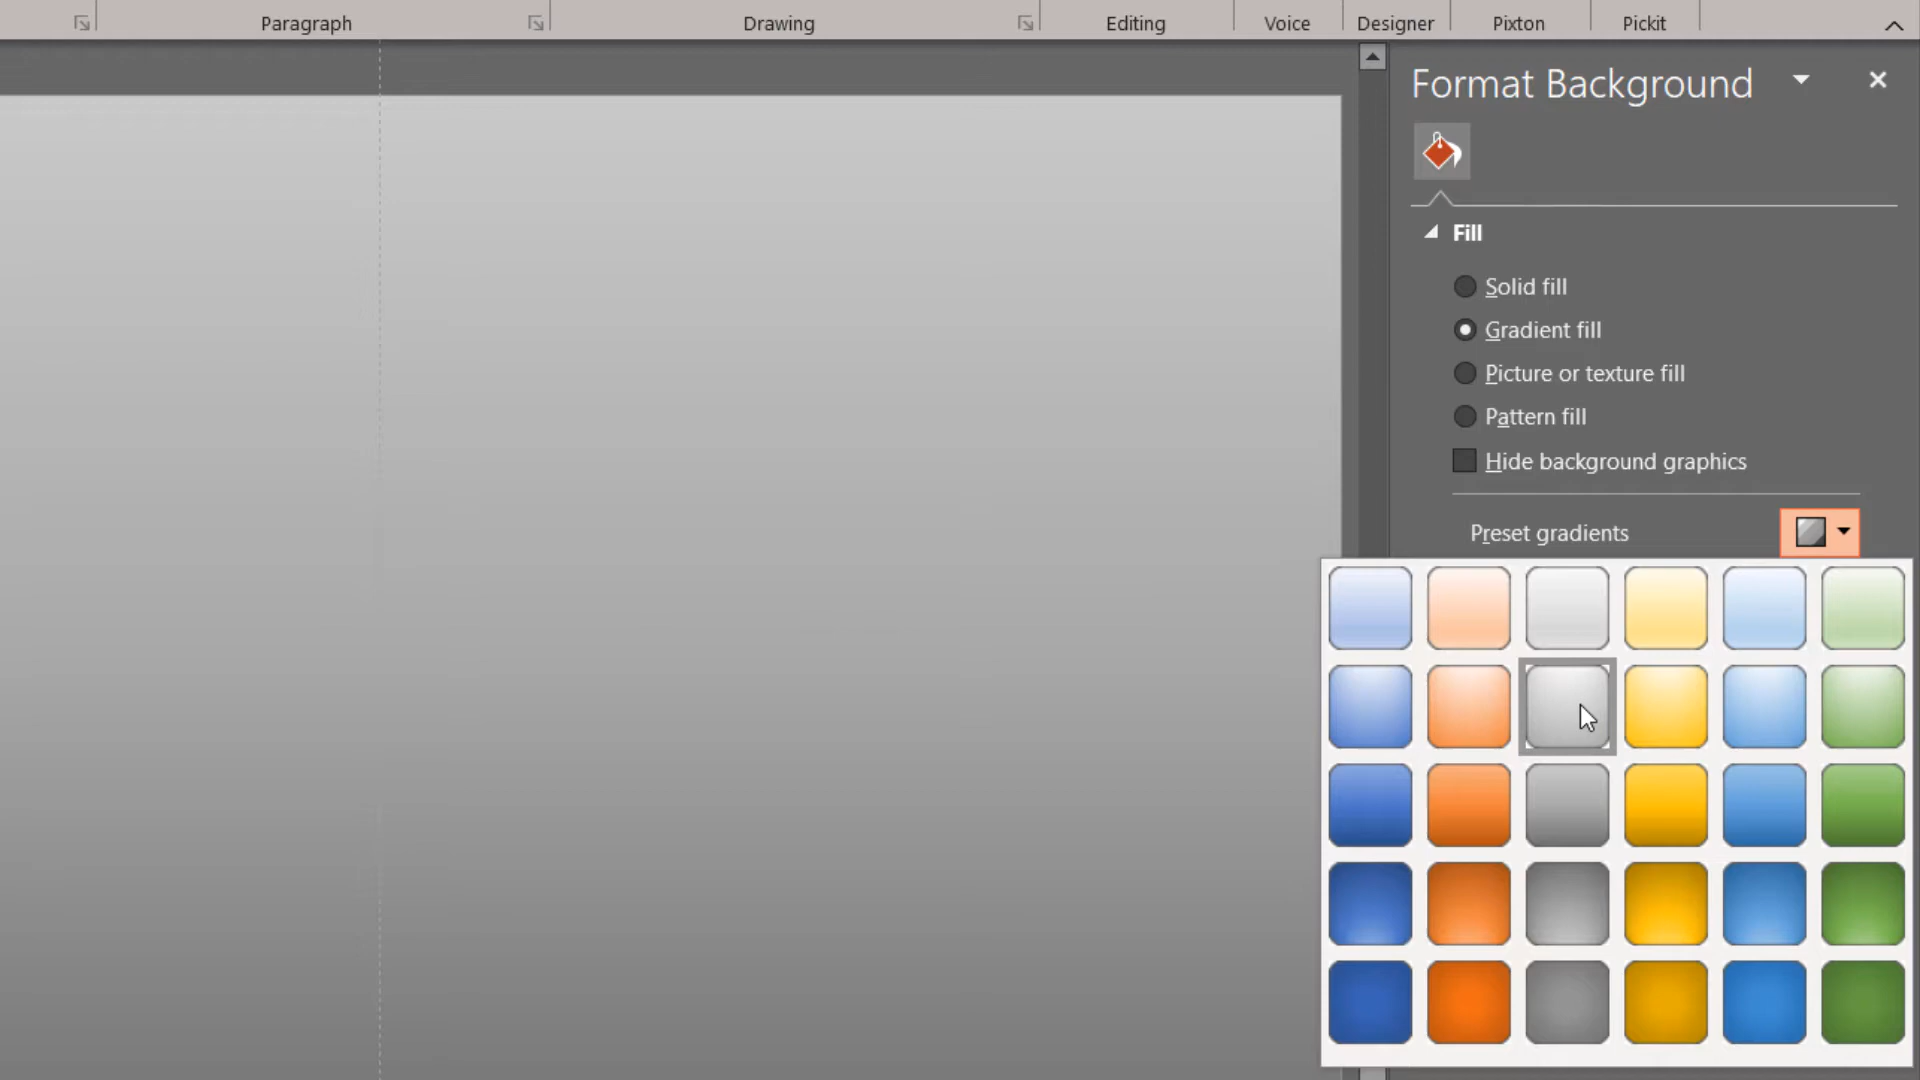 Paragraph
Drawing
Editing
Voice
Designer
Pixton
Pickit
Format Background
Fill
Solid fill
Gradient fill
Picture or texture fill
Pattern fill
Hide background graphics
Preset gradients